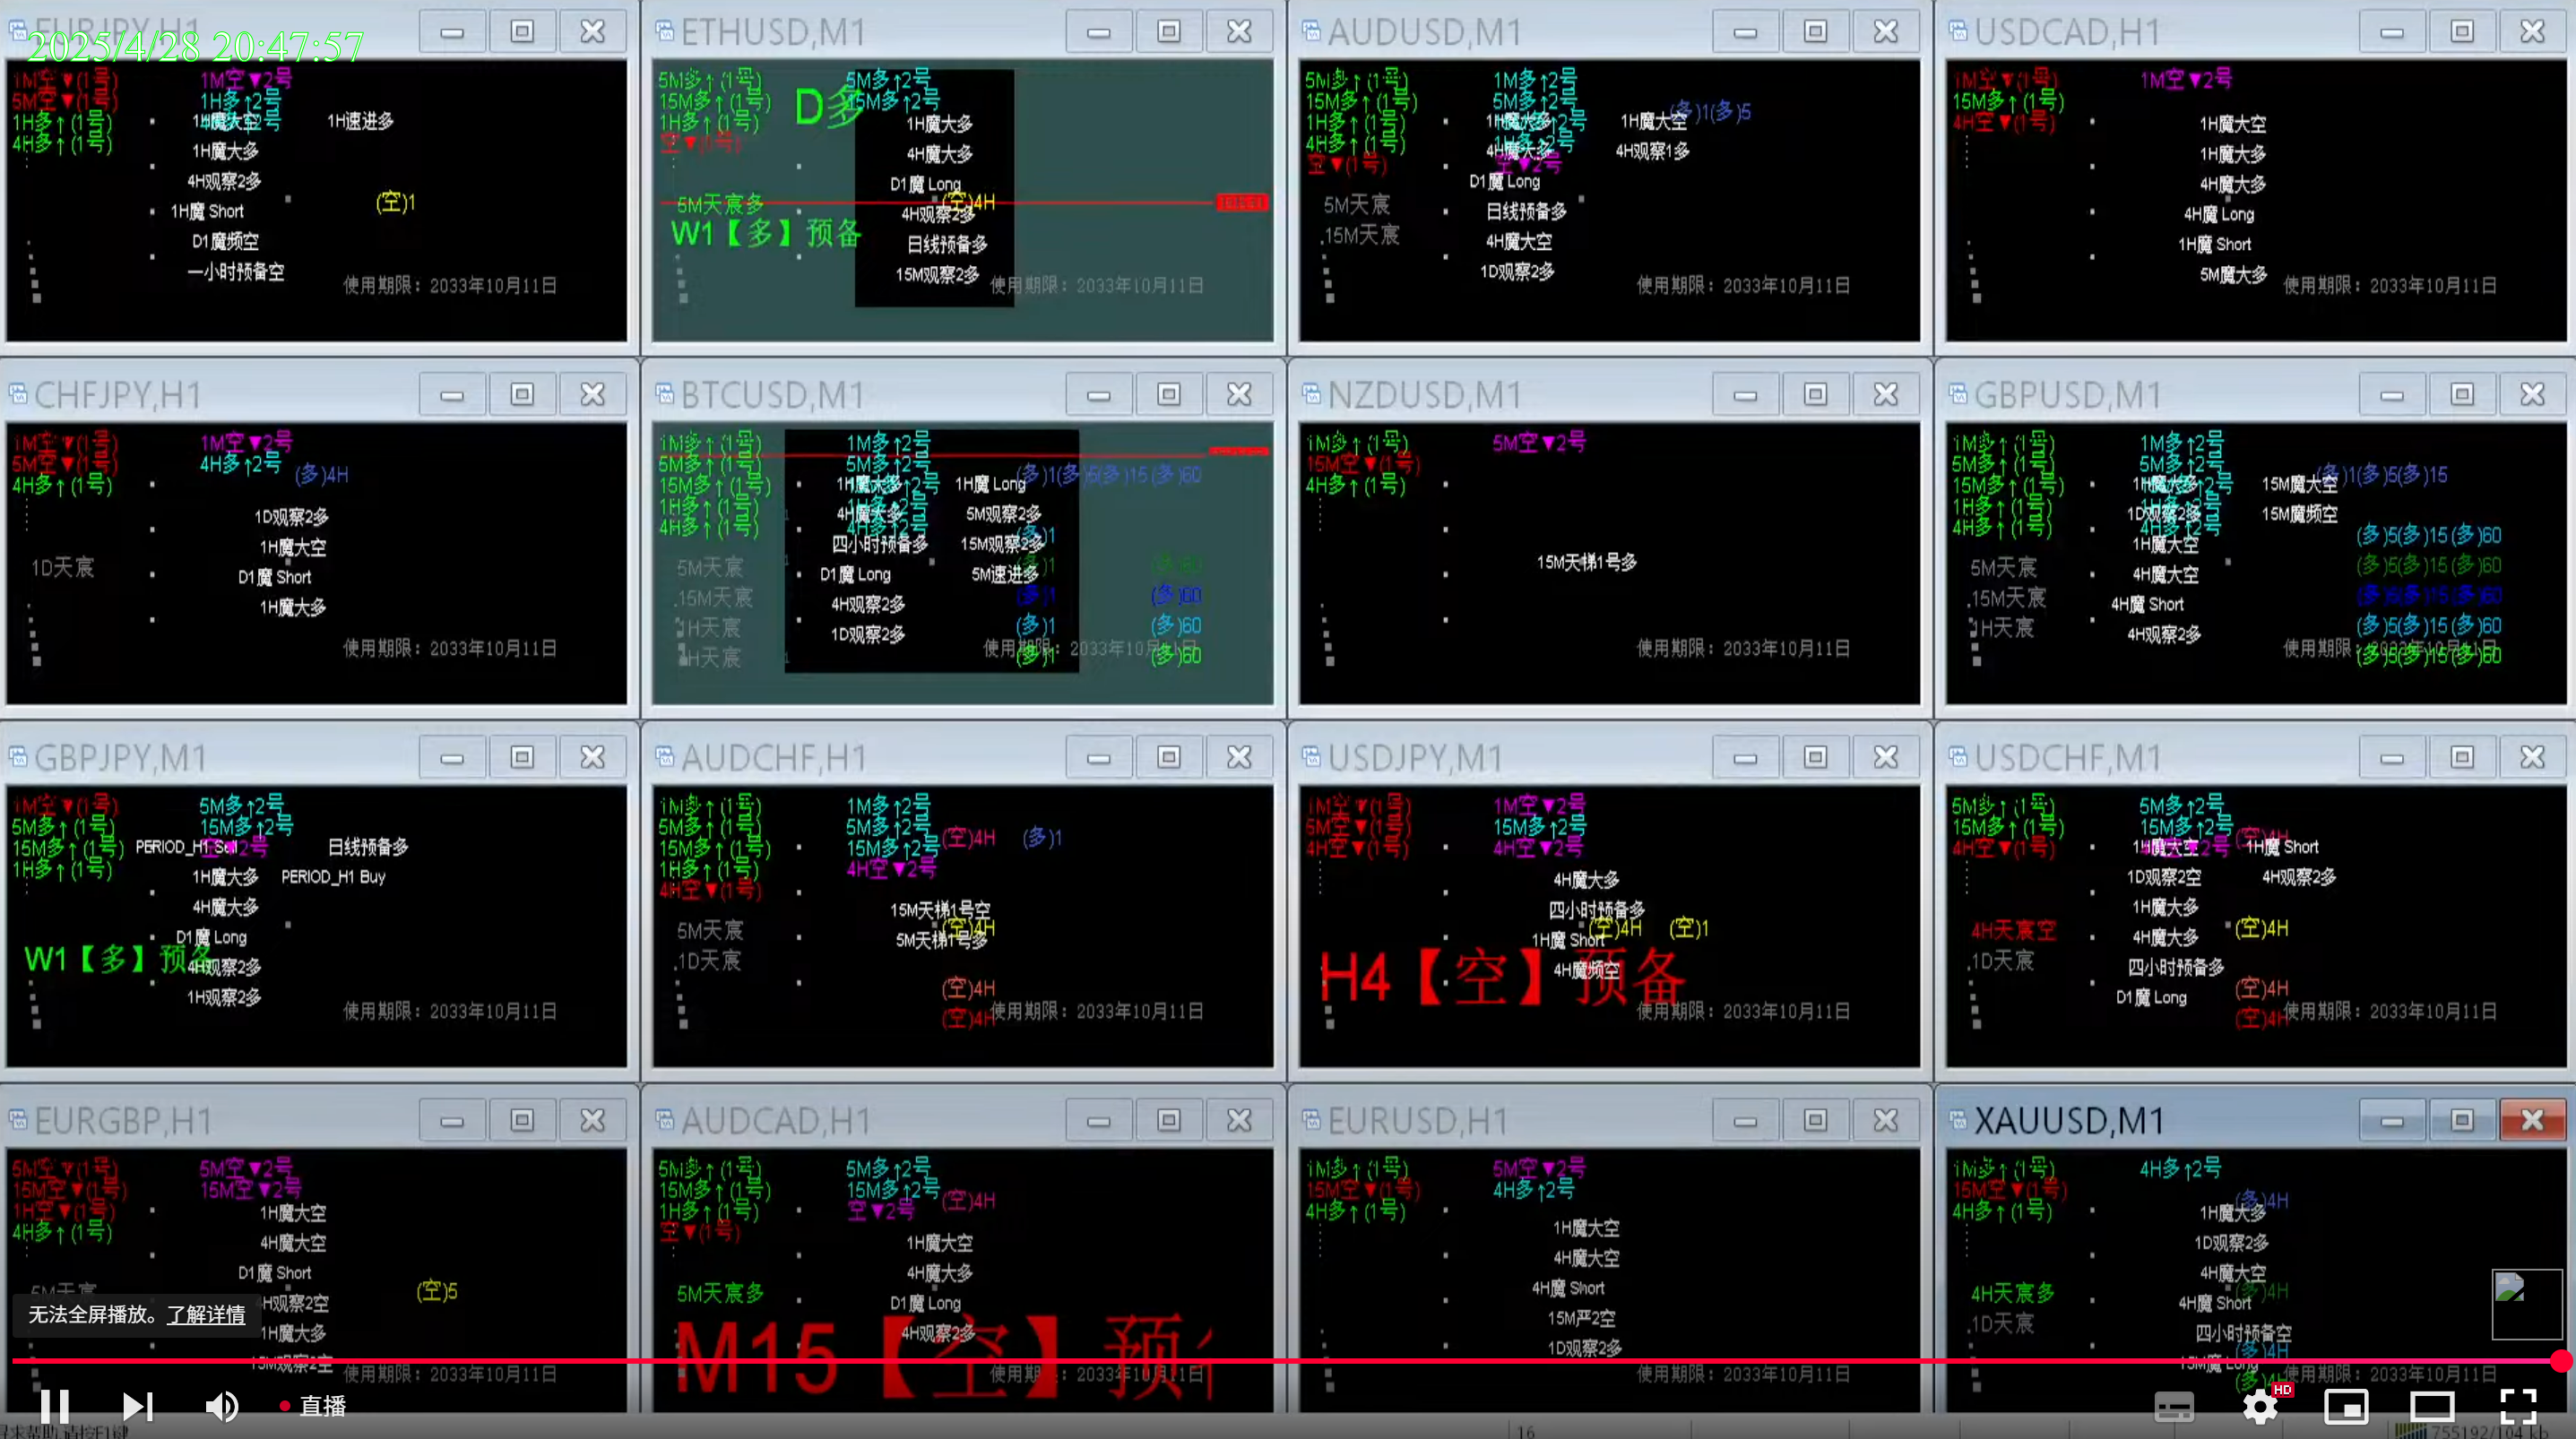 2025/4/28 20:47:57
EURJPY,H1
1M空▼(1号)
5M空▼(1号)
1H多↑(1号)
4H多↑(1号)
1M空▼2号
1H多↑2号
1H速进多
1H魔大多
4H观察2多
1H魔 Short
D1魔频空
一小时预备空
(空)1
使用期限：2033年10月11日
ETHUSD,M1
5M多↑(1号)
15M多↑(1号)
1H多↑(1号)
空▼(1号)
D多
5M多↑2号
15M多↑2号
1H魔大多
4H魔大多
D1魔 Long
(空)4H
4H观察2多
日线预备多
15M观察2多
5M天宸多
W1【多】预备
使用期限：2033年10月11日
AUDUSD,M1
5M多↑(1号)
15M多↑(1号)
1H多↑(1号)
4H多↑(1号)
空▼(1号)
1M多↑2号
5M多↑2号
空▼2号
(多)1(多)5
1H魔大多
1H魔大空
4H魔大多
4H观察1多
D1魔 Long
日线预备多
4H魔大空
1D观察2多
5M天宸
.15M天宸
使用期限：2033年10月11日
USDCAD,H1
1M空▼(1号)
15M多↑(1号)
4H空▼(1号)
1M空▼2号
1H魔大空
1H魔大多
4H魔大多
4H魔 Long
1H魔 Short
5M魔大多
使用期限：2033年10月11日
CHFJPY,H1
1M空▼(1号)
5M空▼(1号)
4H多↑(1号)
1M空▼2号
4H多↑2号
(多)4H
1D观察2多
1H魔大空
D1魔 Short
1H魔大多
1D天宸
使用期限：2033年10月11日
BTCUSD,M1
1M多↑(1号)
5M多↑(1号)
15M多↑(1号)
1H多↑(1号)
4H多↑(1号)
1M多↑2号
5M多↑2号
(多)1(多)5(多)15(多)60
1H魔大多
1H魔 Long
4H魔大多
5M观察2多
四小时预备多
15M观察2多
D1魔 Long
5M速进多
4H观察2多
1D观察2多
5M天宸
.15M天宸
1H天宸
4H天宸
(多)1
(多)1
(多)60
(多)1
(多)60
(多)1
(多)60
使用期限：2033年10月11日
NZDUSD,M1
1M多↑(1号)
15M空▼(1号)
4H多↑(1号)
5M空▼2号
15M天梯1号多
使用期限：2033年10月11日
GBPUSD,M1
1M多↑(1号)
5M多↑(1号)
15M多↑(1号)
1H多↑(1号)
4H多↑(1号)
1M多↑2号
5M多↑2号
(多)1(多)5(多)15
1H魔大多
15M魔大空
1D观察2多
15M魔频空
1H魔大空
4H魔大空
4H魔 Short
4H观察2多
5M天宸
.15M天宸
1H天宸
(多)5(多)15(多)60
(多)5(多)15(多)60
(多)5(多)15(多)60
(多)5(多)15(多)60
(多)5(多)15(多)60
使用期限：2033年10月11日
GBPJPY,M1
1M空▼(1号)
5M多↑(1号)
15M多↑(1号)
1H多↑(1号)
5M多↑2号
15M多↑2号
空▼2号
PERIOD_H1 Sell
日线预备多
1H魔大多
PERIOD_H1 Buy
4H魔大多
D1魔 Long
W1【多】预备
4H观察2多
1H观察2多
使用期限：2033年10月11日
AUDCHF,H1
1M多↑(1号)
5M多↑(1号)
15M多↑(1号)
1H多↑(1号)
4H空▼(1号)
1M多↑2号
5M多↑2号
15M多↑2号
4H空▼2号
(空)4H
(多)1
15M天梯1号空
(空)4H
5M天梯1号多
5M天宸
.1D天宸
(空)4H
(空)4H
使用期限：2033年10月11日
USDJPY,M1
1M空▼(1号)
5M空▼(1号)
4H空▼(1号)
1M空▼2号
15M多↑2号
4H空▼2号
4H魔大多
四小时预备多
(空)4H
(空)1
1H魔 Short
4H魔频空
H4【空】预备
使用期限：2033年10月11日
USDCHF,M1
5M多↑(1号)
15M多↑(1号)
4H空▼(1号)
5M多↑2号
15M多↑2号
(空)4H
1H魔大空
1H魔 Short
1D观察2空
4H观察2多
1H魔大多
4H魔大多
(空)4H
四小时预备多
D1魔 Long
4H天宸空
.1D天宸
(空)4H
(空)4H
使用期限：2033年10月11日
EURGBP,H1
5M空▼(1号)
15M空▼(1号)
1H空▼(1号)
4H多↑(1号)
5M空▼2号
15M空▼2号
1H魔大空
4H魔大空
D1魔 Short
4H观察2空
1H魔大多
15M观察2空
5M天宸
(空)5
使用期限：2033年10月11日
AUDCAD,H1
5M多↑(1号)
15M多↑(1号)
1H多↑(1号)
空▼(1号)
5M多↑2号
15M多↑2号
空▼2号
(空)4H
1H魔大空
4H魔大多
D1魔 Long
4H观察2多
5M天宸多
M15【空】预
使用期限：2033年10月11日
EURUSD,H1
1M多↑(1号)
15M空▼(1号)
4H多↑(1号)
5M空▼2号
4H多↑2号
1H魔大空
4H魔大空
4H魔 Short
15M严2空
1D观察2多
使用期限：2033年10月11日
XAUUSD,M1
1M多↑(1号)
15M空▼(1号)
4H多↑(1号)
4H多↑2号
(多)4H
1H魔大多
1D观察2多
4H魔大空
4H魔 Short
(多)4H
四小时预备空
(多)4H
15M魔 Long
4H天宸多
.1D天宸
使用期限：2033年10月11日
无法全屏播放。了解详情
直播
HD
16
755192/104 kb